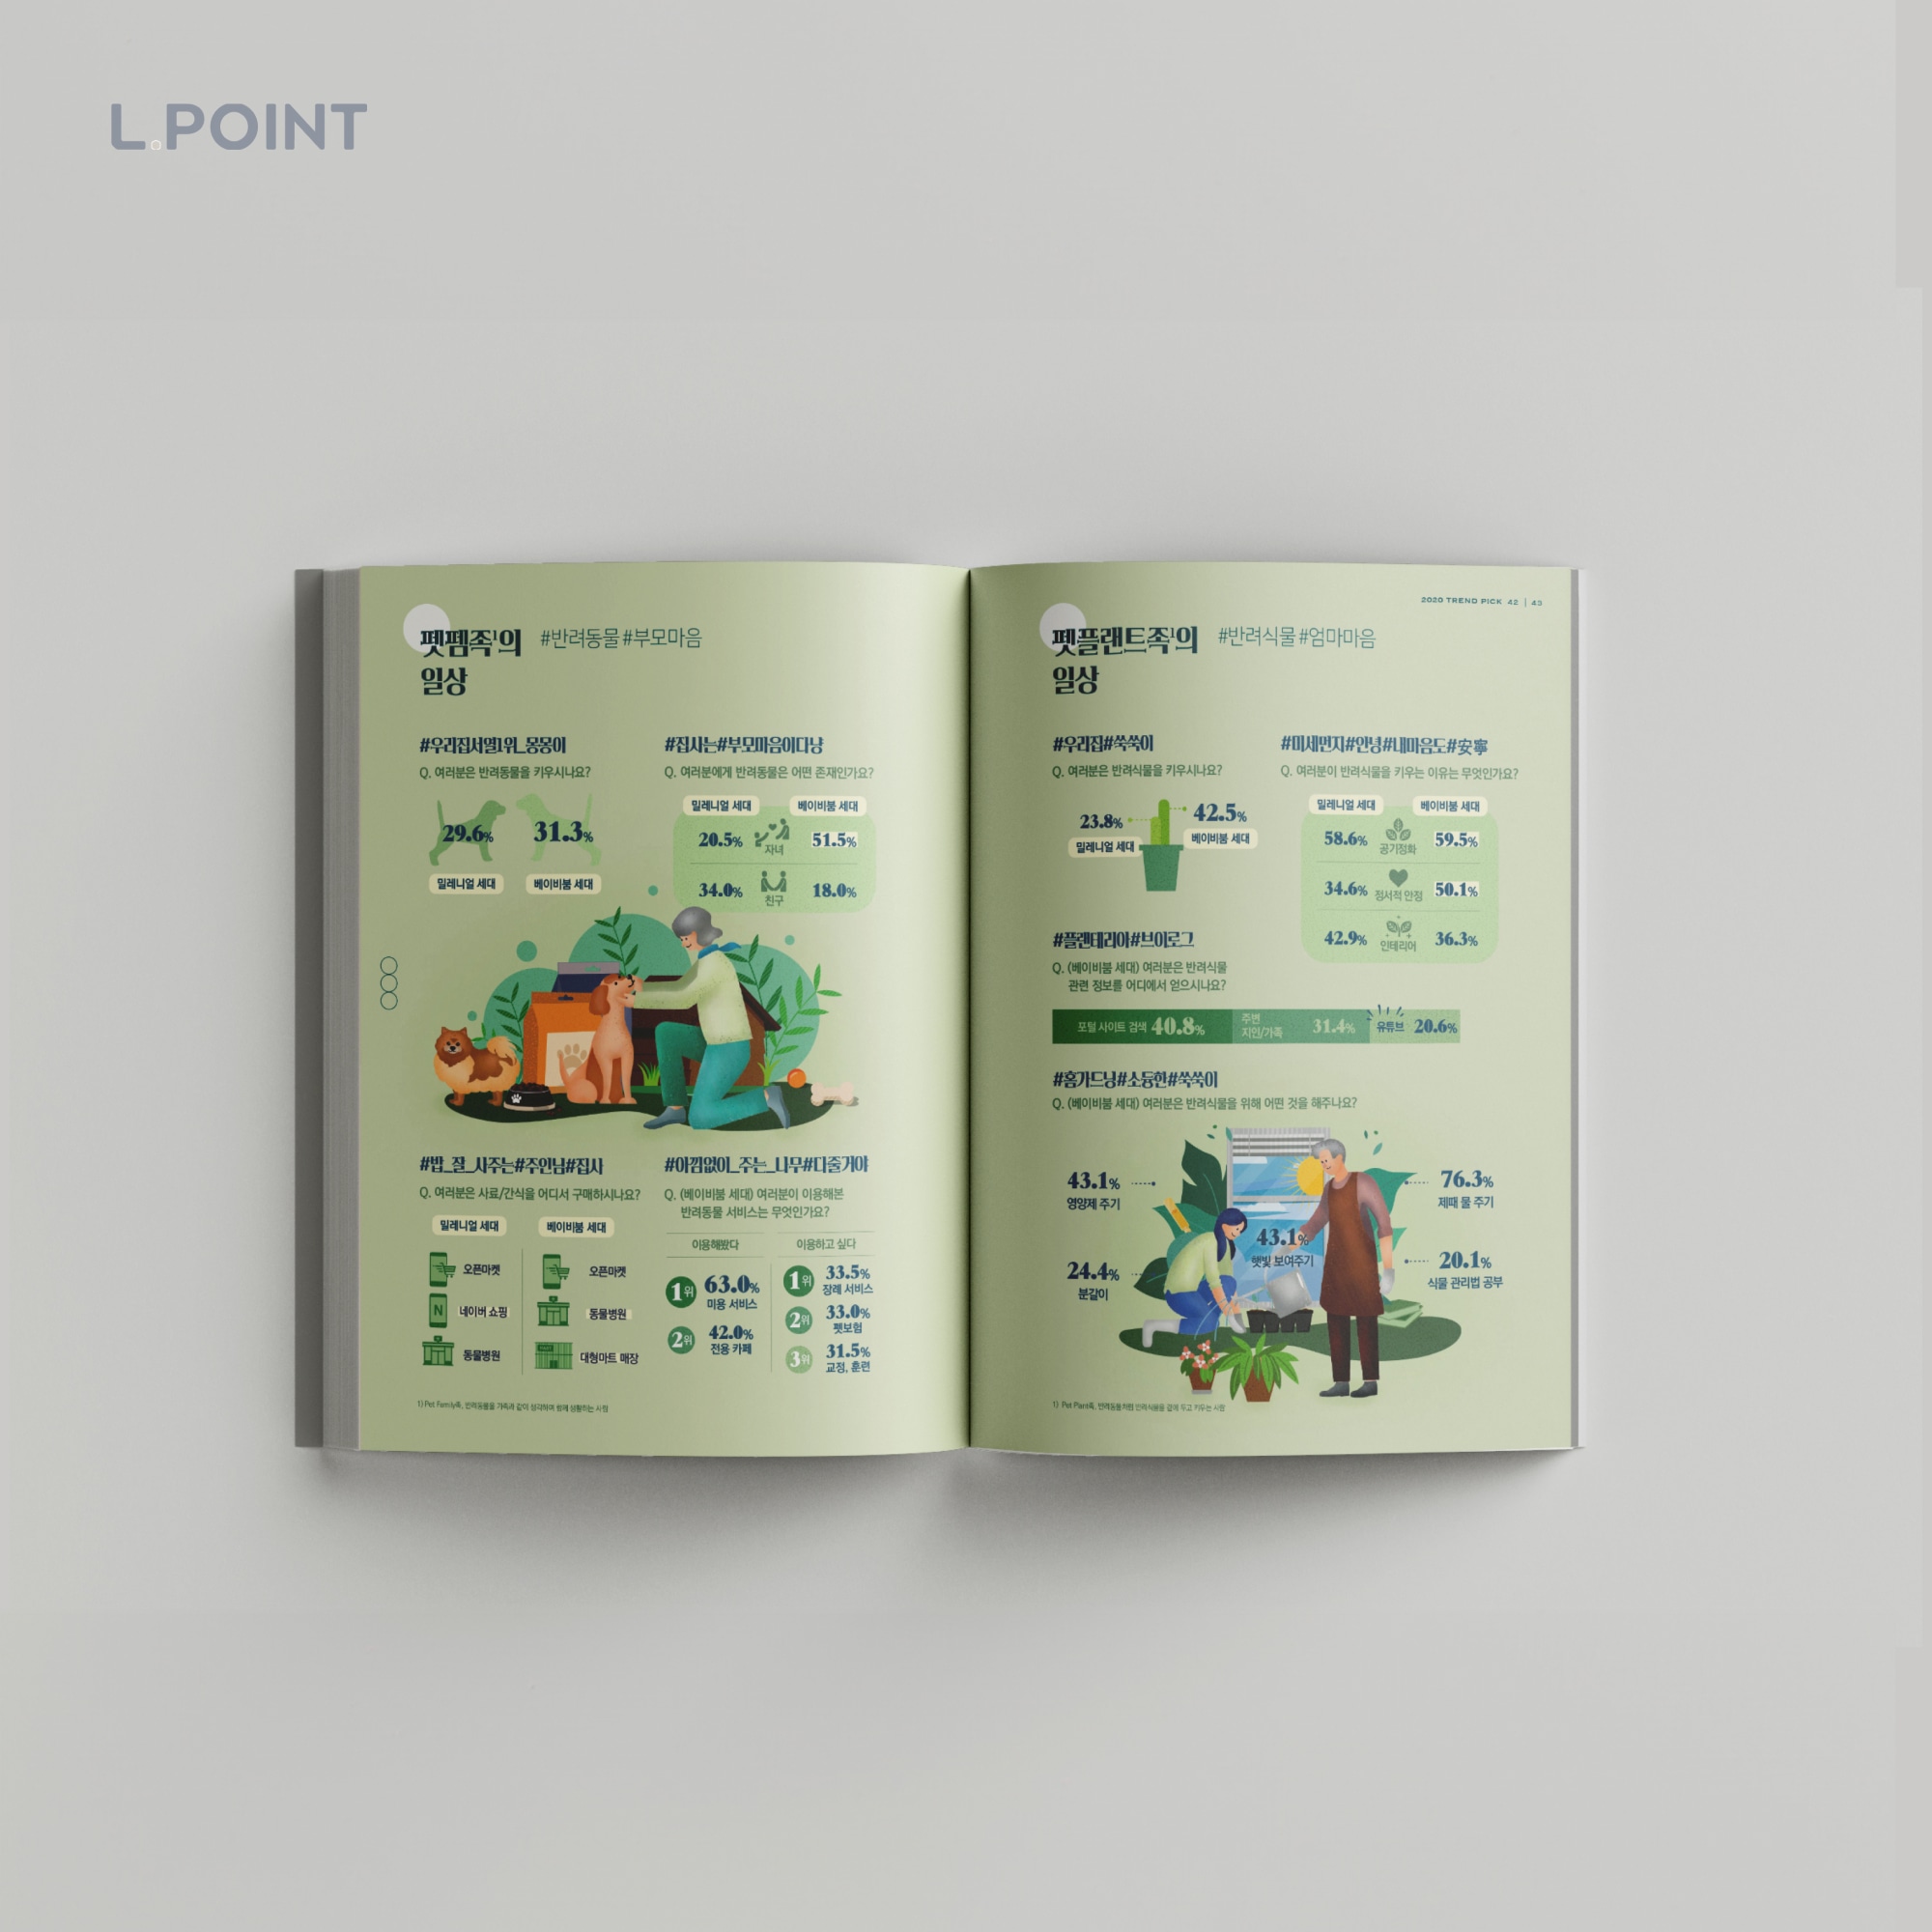 L.POINT
펫펨족¹의
일상
#반려동물 #부모마음
#우리집서열1위_몽몽이
Q. 여러분은 반려동물을 키우시나요?
29.6%
31.3%
밀레니얼 세대
베이비붐 세대
#집사는#부모마음이다냥
Q. 여러분에게 반려동물은 어떤 존재인가요?
밀레니얼 세대
베이비붐 세대
20.5%
자녀
51.5%
34.0%
친구
18.0%
#밥_잘_사주는#주인님#집사
Q. 여러분은 사료/간식을 어디서 구매하시나요?
밀레니얼 세대
베이비붐 세대
오픈마켓
오픈마켓
N
네이버 쇼핑
동물병원
동물병원
대형마트 매장
#아낌없이_주는_나무#다줄거야
Q. (베이비붐 세대) 여러분이 이용해본
반려동물 서비스는 무엇인가요?
이용해봤다
이용하고 싶다
1위
63.0%
미용 서비스
2위
42.0%
전용 카페
1위
33.5%
장례 서비스
2위
33.0%
펫보험
3위
31.5%
교정, 훈련
1) Pet Family족, 반려동물을 가족과 같이 생각하며 함께 생활하는 사람
2020 TREND PICK 42 | 43
펫플랜트족¹의
일상
#반려식물 #엄마마음
#우리집#쑥쑥이
Q. 여러분은 반려식물을 키우시나요?
23.8%
밀레니얼 세대
42.5%
베이비붐 세대
#미세먼지#안녕#내마음도#安寧
Q. 여러분이 반려식물을 키우는 이유는 무엇인가요?
밀레니얼 세대
베이비붐 세대
58.6%
공기정화
59.5%
34.6%
정서적 안정
50.1%
42.9%
인테리어
36.3%
#플랜테리어#브이로그
Q. (베이비붐 세대) 여러분은 반려식물
관련 정보를 어디에서 얻으시나요?
포털 사이트 검색 40.8%
주변
지인/가족
31.4%
유튜브
20.6%
#홈가드닝#소듕한#쑥쑥이
Q. (베이비붐 세대) 여러분은 반려식물을 위해 어떤 것을 해주나요?
43.1%
영양제 주기
76.3%
제때 물 주기
43.1%
햇빛 보여주기
24.4%
분갈이
20.1%
식물 관리법 공부
1) Pet Plant족, 반려동물처럼 반려식물을 곁에 두고 키우는 사람